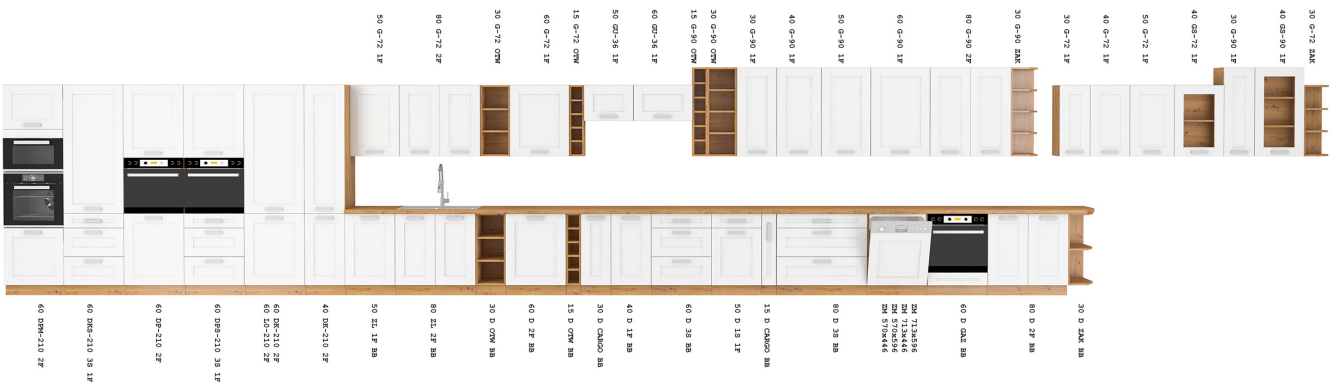 50 G-72 1F
80 G-72 2F
30 G-72 OTW
60 G-72 1F
15 G-72 OTW
50 GU-36 1F
60 GU-36 1F
15 G-90 OTW
30 G-90 OTW
30 G-90 1F
40 G-90 1F
50 G-90 1F
60 G-90 1F
80 G-90 2F
30 G-90 ZAK
30 G-72 1F
40 G-72 1F
50 G-72 1F
40 GS-72 1F
30 G-90 1F
40 GS-90 1F
30 G-72 ZAK
60 DPM-210 2F
60 DKS-210 3S 1F
60 DP-210 2F
60 DPS-210 3S 1F
60 DK-210 2F
60 LO-210 2F
40 DK-210 2F
50 ZL 1F BB
80 ZL 2F BB
30 D OTW BB
60 D 2F BB
15 D OTW BB
30 D CARGO BB
40 D 1F BB
60 D 3S BB
50 D 1S 1F
15 D CARGO BB
80 D 3S BB
ZM 713x596
ZM 713x446
ZM 570x596
ZM 570x446
60 D GAZ BB
80 D 2F BB
30 D ZAK BB